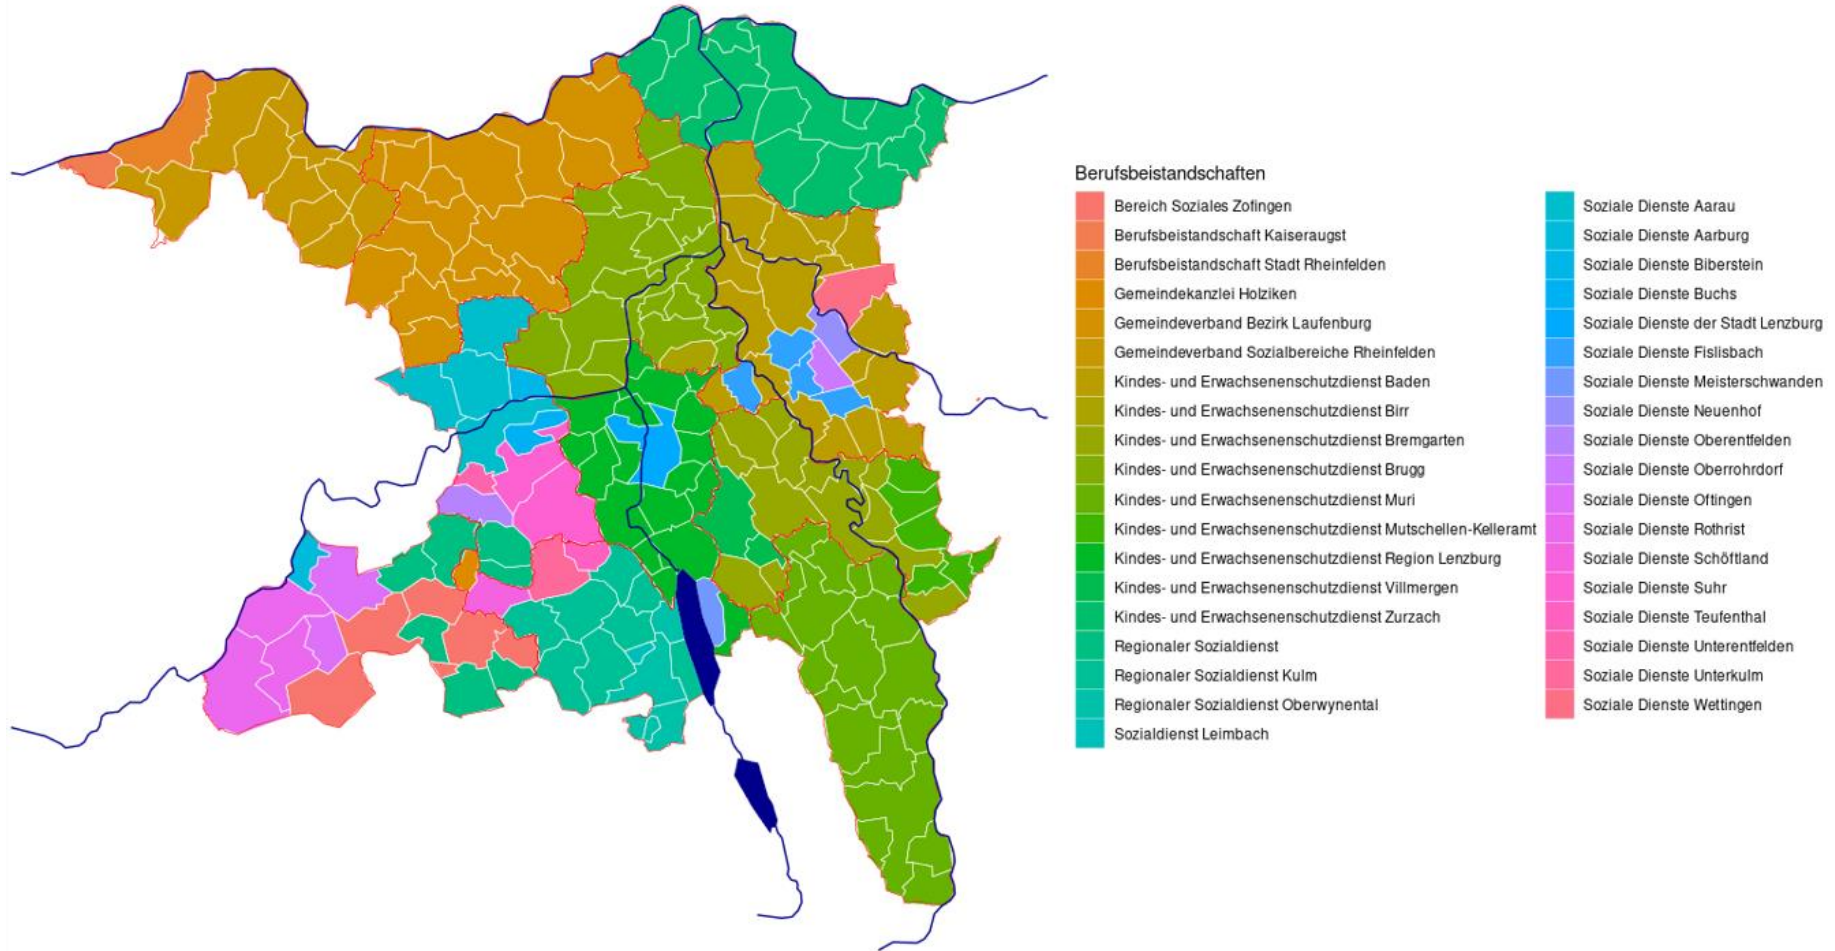 Berufsbeistandschaften
Bereich Soziales Zofingen
Berufsbeistandschaft Kaiseraugst
Berufsbeistandschaft Stadt Rheinfelden
Gemeindekanzlei Holziken
Gemeindeverband Bezirk Laufenburg
Gemeindeverband Sozialbereiche Rheinfelden
Kindes- und Erwachsenenschutzdienst Baden
Kindes- und Erwachsenenschutzdienst Birr
Kindes- und Erwachsenenschutzdienst Bremgarten
Kindes- und Erwachsenenschutzdienst Brugg
Kindes- und Erwachsenenschutzdienst Muri
Kindes- und Erwachsenenschutzdienst Mutschellen-Kelleramt
Kindes- und Erwachsenenschutzdienst Region Lenzburg
Kindes- und Erwachsenenschutzdienst Villmergen
Kindes- und Erwachsenenschutzdienst Zurzach
Regionaler Sozialdienst
Regionaler Sozialdienst Kulm
Regionaler Sozialdienst Oberwynental
Sozialdienst Leimbach
Soziale Dienste Aarau
Soziale Dienste Aarburg
Soziale Dienste Biberstein
Soziale Dienste Buchs
Soziale Dienste der Stadt Lenzburg
Soziale Dienste Fislisbach
Soziale Dienste Meisterschwanden
Soziale Dienste Neuenhof
Soziale Dienste Oberentfelden
Soziale Dienste Oberrohrdorf
Soziale Dienste Oftingen
Soziale Dienste Rothrist
Soziale Dienste Schöftland
Soziale Dienste Suhr
Soziale Dienste Teufenthal
Soziale Dienste Unterentfelden
Soziale Dienste Unterkulm
Soziale Dienste Wettingen